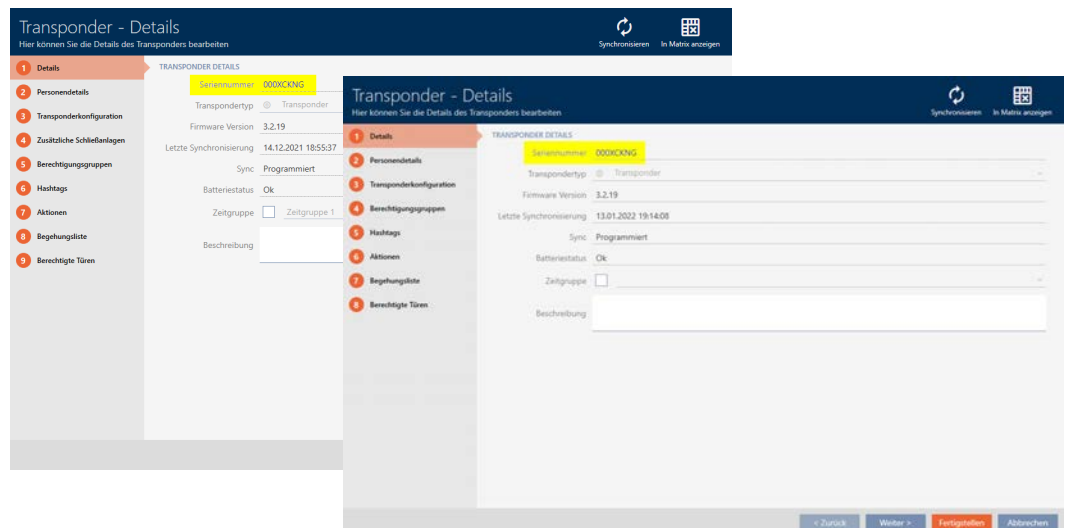 Transponder - Details
Hier können Sie die Details des Transponders bearbeiten
Synchronisieren
In Matrix anzeigen
1 Details
2 Personendetails
3 Transponderkonfiguration
4 Zusätzliche Schließanlagen
5 Berechtigungsgruppen
6 Hashtags
7 Aktionen
8 Begehungsliste
9 Berechtigte Türen
TRANSPONDER DETAILS
Seriennummer 000XCKNG
Transpondertyp Transponder
Firmware Version 3.2.19
Letzte Synchronisierung 14.12.2021 18:55:37
Sync Programmiert
Batteriestatus Ok
Zeitgruppe Zeitgruppe 1
Beschreibung
Transponder - Details
Hier können Sie die Details des Transponders bearbeiten
Synchronisieren
In Matrix anzeigen
1 Details
2 Personendetails
3 Transponderkonfiguration
4 Berechtigungsgruppen
5 Hashtags
6 Aktionen
7 Begehungsliste
8 Berechtigte Türen
TRANSPONDER DETAILS
Seriennummer 000XCKNG
Transpondertyp Transponder
Firmware Version 3.2.19
Letzte Synchronisierung 13.01.2022 19:14:08
Sync Programmiert
Batteriestatus Ok
Zeitgruppe
Beschreibung
< Zurück
Weiter >
Fertigstellen
Abbrechen